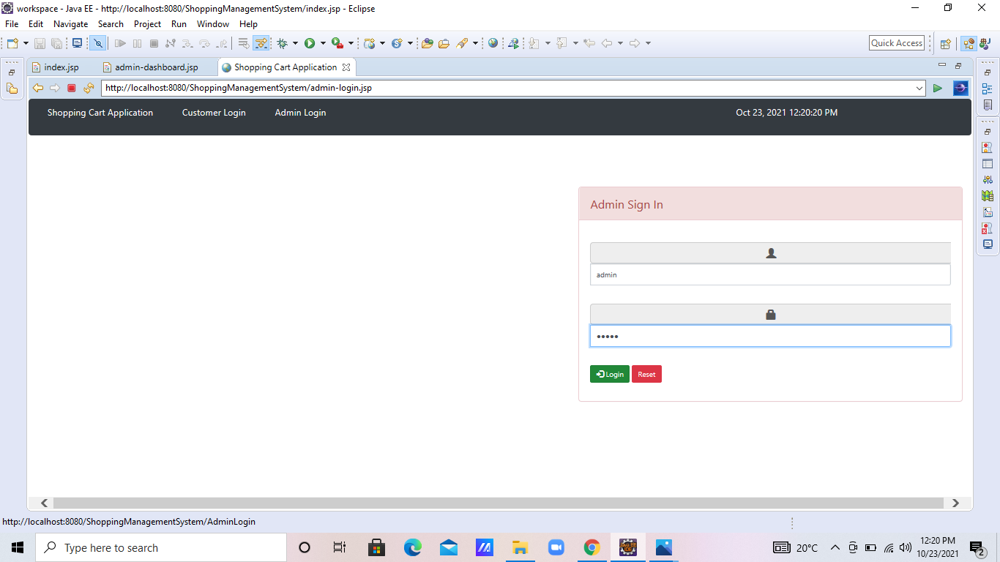 workspace - Java EE - http://localhost:8080/ShoppingManagementSystem/index.jsp - Eclipse
File Edit Navigate Search Project Run Window Help
Quick Access
index.jsp admin-dashboard.jsp Shopping Cart Application
http://localhost:8080/ShoppingManagementSystem/admin-login.jsp
Shopping Cart Application Customer Login Admin Login Oct 23, 2021 12:20:20 PM
Admin Sign In
admin
•••••
Login Reset
http://localhost:8080/ShoppingManagementSystem/AdminLogin
Type here to search
20°C
12:20 PM
10/23/2021
2